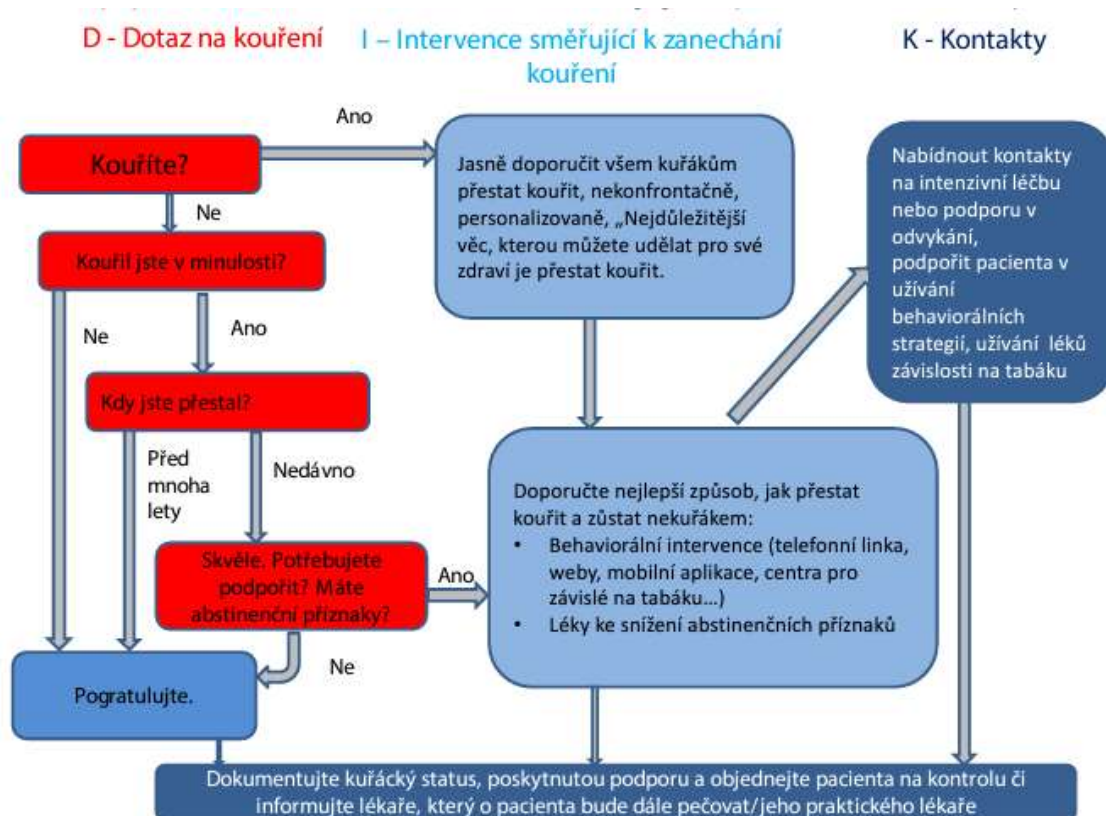 D - Dotaz na kouření
I – Intervence směřující k zanechání
kouření
K - Kontakty
Kouříte?
Ano
Ne
Kouřil jste v minulosti?
Ne
Ano
Kdy jste přestal?
Před
mnoha
lety
Nedávno
Skvěle. Potřebujete
podpořit? Máte
abstinenční příznaky?
Ano
Ne
Pogratulujte.
Jasně doporučit všem kuřákům
přestat kouřit, nekonfrontačně,
personalizovaně, „Nejdůležitější
věc, kterou můžete udělat pro své
zdraví je přestat kouřit.
Doporučte nejlepší způsob, jak přestat
kouřit a zůstat nekuřákem:
• Behaviorální intervence (telefonní linka,
weby, mobilní aplikace, centra pro
závislé na tabáku...)
• Léky ke snížení abstinenčních příznaků
Nabídnout kontakty
na intenzivní léčbu
nebo podporu v
odvykání,
podpořit pacienta v
užívání
behaviorálních
strategií, užívání léků
závislosti na tabáku
Dokumentujte kuřácký status, poskytnutou podporu a objednejte pacienta na kontrolu či
informujte lékaře, který o pacienta bude dále pečovat/jeho praktického lékaře